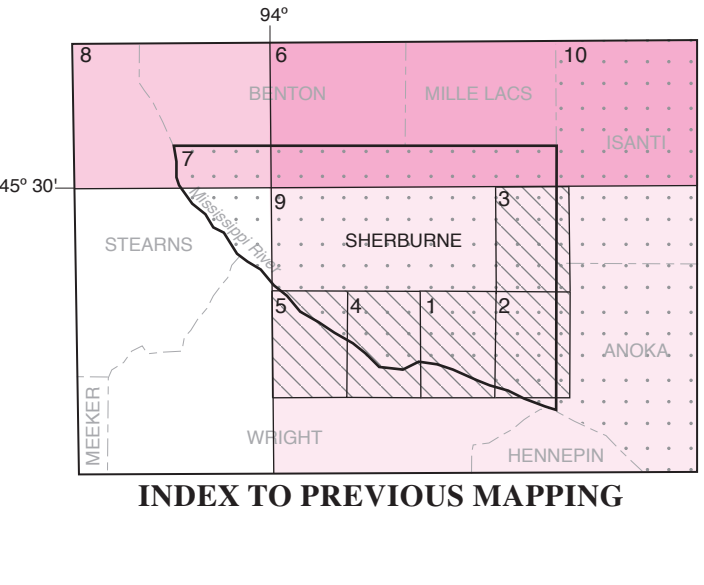 94º
8
6
10
BENTON
MILLE LACS
ISANTI
7
45º 30'
Mississippi River
9
3
STEARNS
SHERBURNE
5
4
1
2
ANOKA
MEEKER
WRIGHT
HENNEPIN
INDEX TO PREVIOUS MAPPING